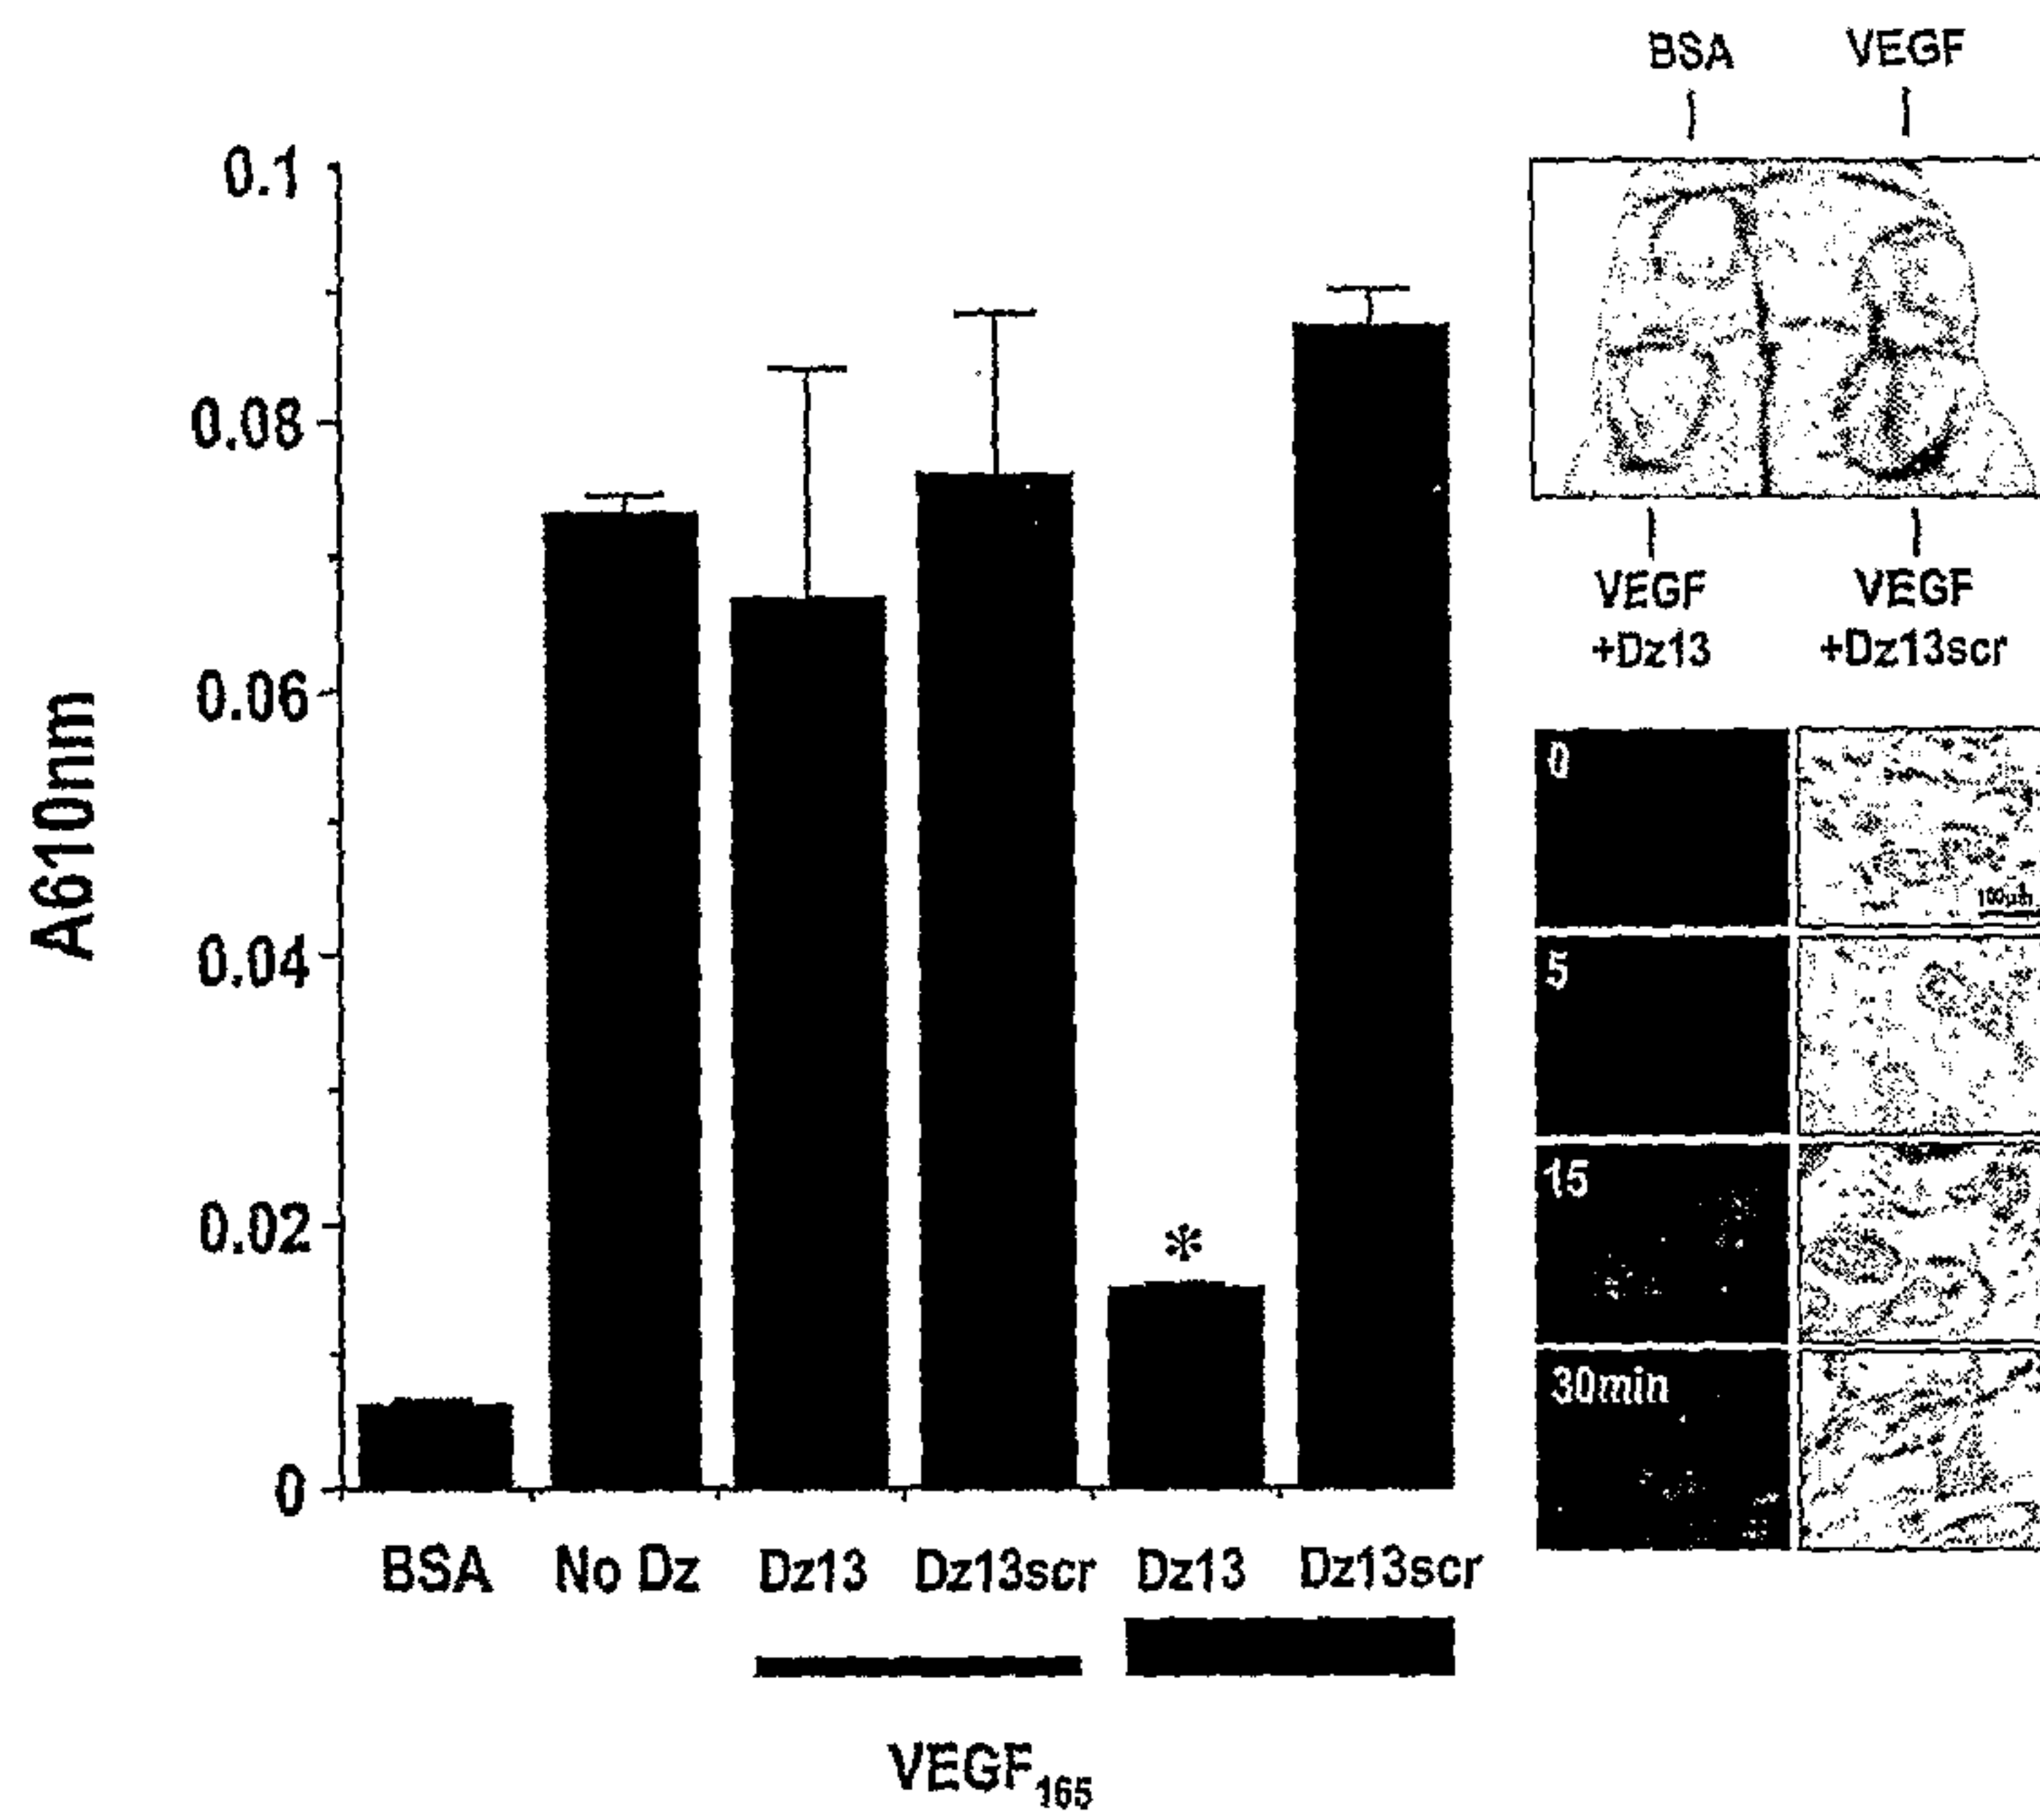 BSA VEGF
0.1
0.08
0.06
0.04
0.02
0
A610nm
*
BSA No Dz Dz13 Dz13scr Dz13 Dz13scr
VEGF165
VEGF VEGF
+Dz13 +Dz13scr
0
100µm
5
15
30min